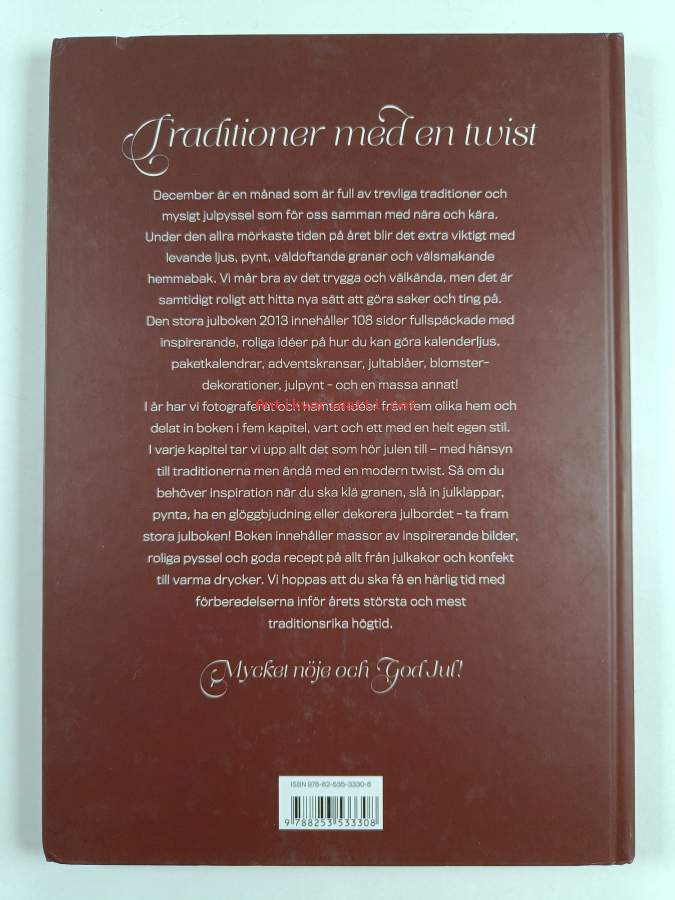 Traditioner med en twist
December är en månad som är full av trevliga traditioner och
mysigt julpyssel som för oss samman med nära och kära.
Under den allra mörkaste tiden på året blir det extra viktigt med
levande ljus, pynt, väldoftande granar och välsmakande
hemmabak. Vi mår bra av det trygga och välkända, men det är
samtidigt roligt att hitta nya sätt att göra saker och ting på.
Den stora julboken 2013 innehåller 108 sidor fullspäckade med
inspirerande, roliga idéer på hur du kan göra kalenderljus,
paketkalendrar, adventskransar, jultablåer, blomster-
dekorationer, julpynt – och en massa annat!
I år har vi fotograferat och hämtat idéer från fem olika hem och
Antikvariaatti.net
delat in boken i fem kapitel, vart och ett med en helt egen stil.
I varje kapitel tar vi upp allt det som hör julen till – med hänsyn
till traditionerna men ändå med en modern twist. Så om du
behöver inspiration när du ska klä granen, slå in julklappar,
pynta, ha en glöggbjudning eller dekorera julbordet – ta fram
stora julboken! Boken innehåller massor av inspirerande bilder,
roliga pyssel och goda recept på allt från julkakor och konfekt
till varma drycker. Vi hoppas att du ska få en härlig tid med
förberedelserna inför årets största och mest
traditionsrika högtid.
Mycket nöje och God Jul!
ISBN 978-82-535-3330-8
9 788253 533308